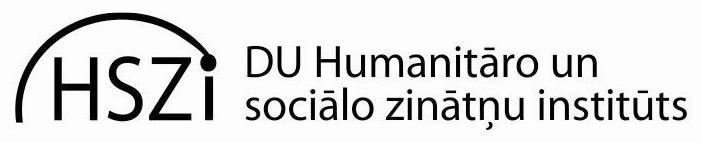 HSZi
DU Humanitāro un
sociālo zinātņu institūts